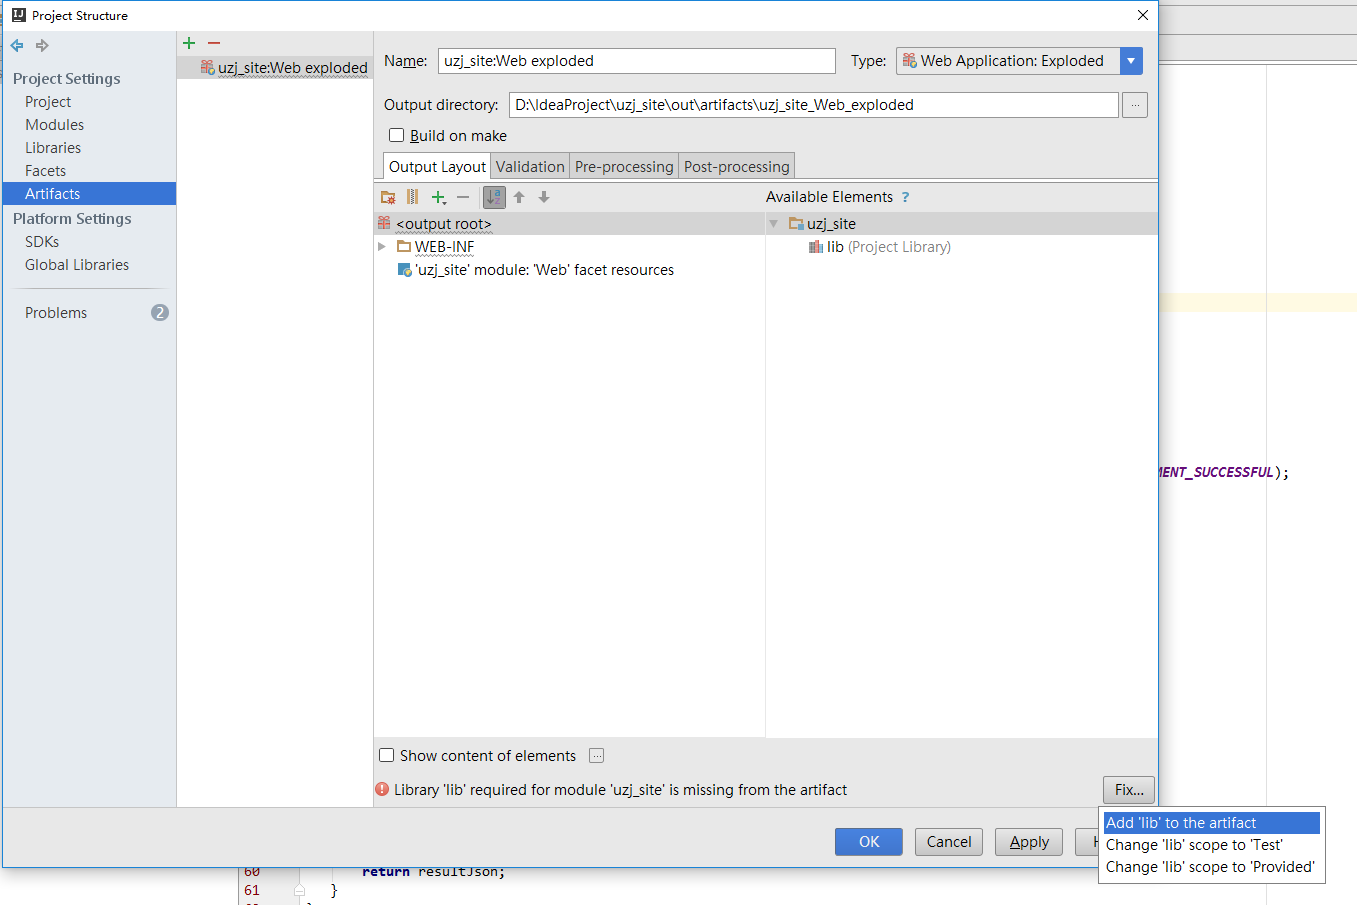 Project Structure
Project Settings
Project
Modules
Libraries
Facets
Artifacts
Platform Settings
SDKs
Global Libraries
Problems 2
uzj_site:Web exploded
Name: uzj_site:Web exploded Type: Web Application: Exploded
Output directory: D:\IdeaProject\uzj_site\out\artifacts\uzj_site_Web_exploded ...
Build on make
Output Layout Validation Pre-processing Post-processing
Available Elements ?
<output root>
WEB-INF
'uzj_site' module: 'Web' facet resources
uzj_site
lib (Project Library)
Show content of elements ...
Library 'lib' required for module 'uzj_site' is missing from the artifact Fix...
Add 'lib' to the artifact
Change 'lib' scope to 'Test'
Change 'lib' scope to 'Provided'
OK Cancel Apply
MENT_SUCCESSFUL);
60 return resultJson;
61 }